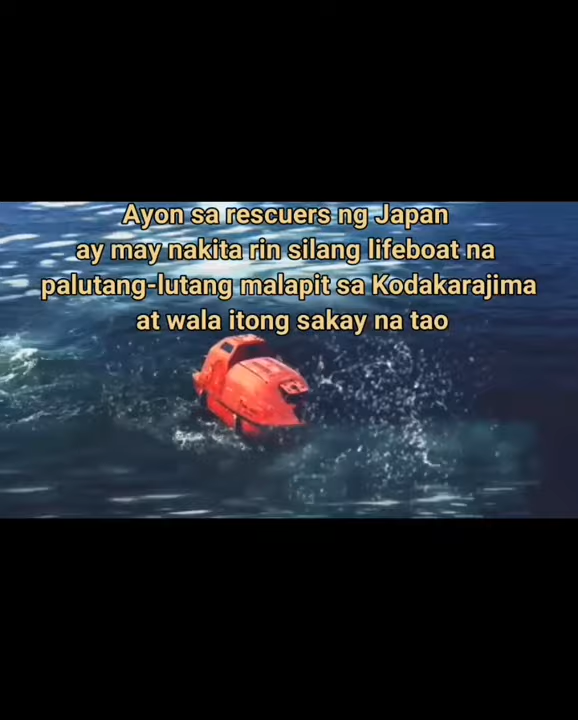 Ayon sa rescuers ng Japan
ay may nakita rin silang lifeboat na
palutang-lutang malapit sa Kodakarajima
at wala itong sakay na tao